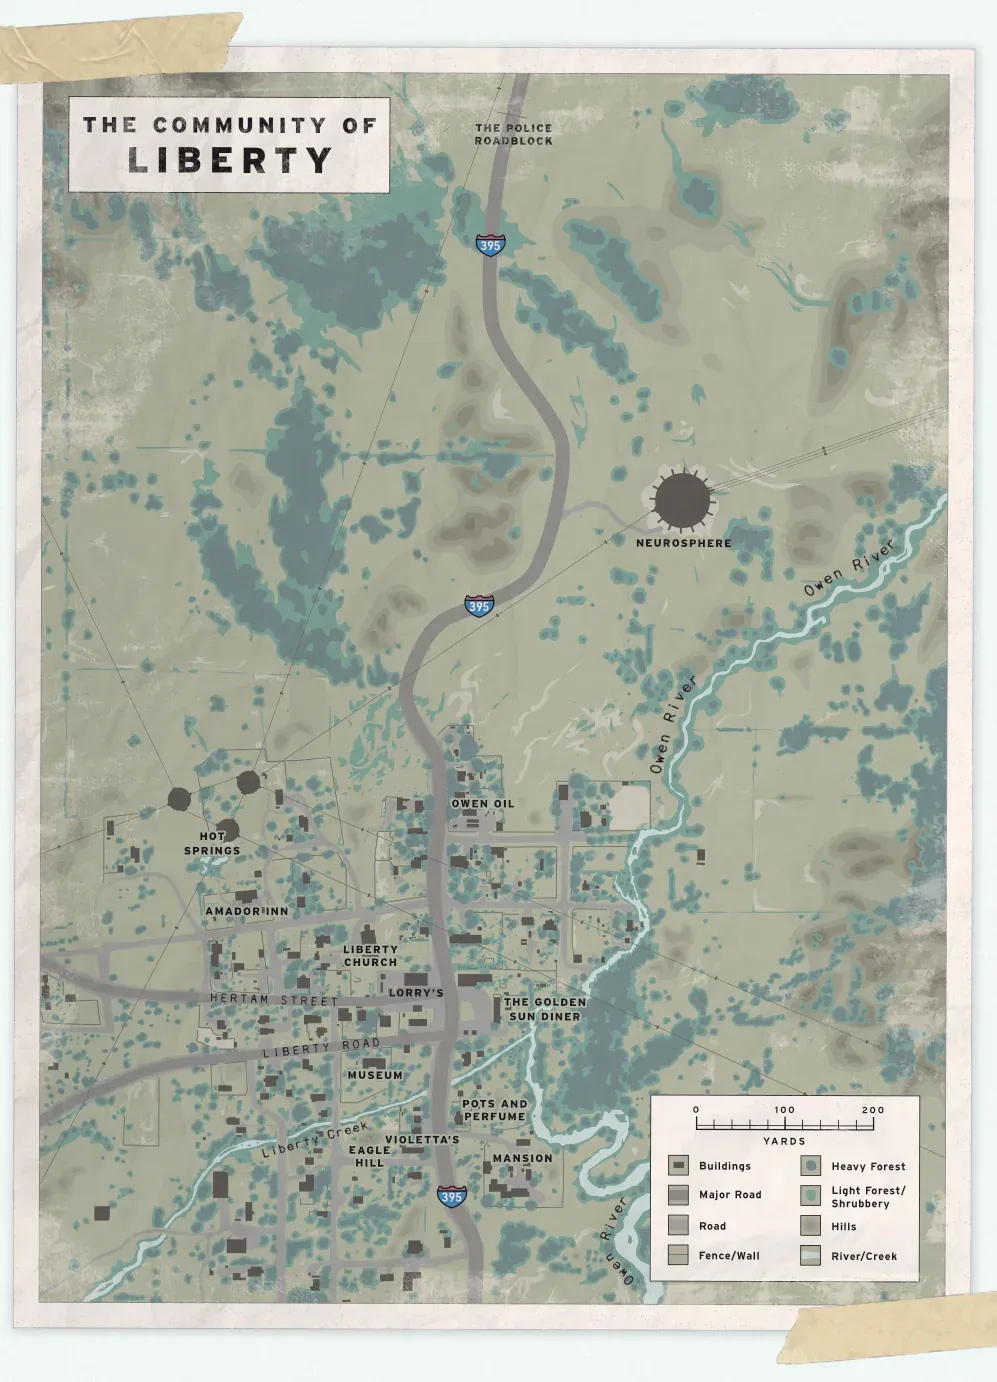 THE COMMUNITY OF
LIBERTY
THE POLICE
ROADBLOCK
395
NEUROSPHERE
Owen River
395
Owen River
OWEN OIL
HOT
SPRINGS
AMADOR INN
LIBERTY
CHURCH
LORRY'S
HERTAM STREET
THE GOLDEN
SUN DINER
LIBERTY ROAD
MUSEUM
POTS AND
PERFUME
Liberty Creek
VIOLETTA'S
EAGLE
HILL
MANSION
395
Owen River
0 100 200
YARDS
Buildings
Major Road
Road
Fence/Wall
Heavy Forest
Light Forest/
Shrubbery
Hills
River/Creek